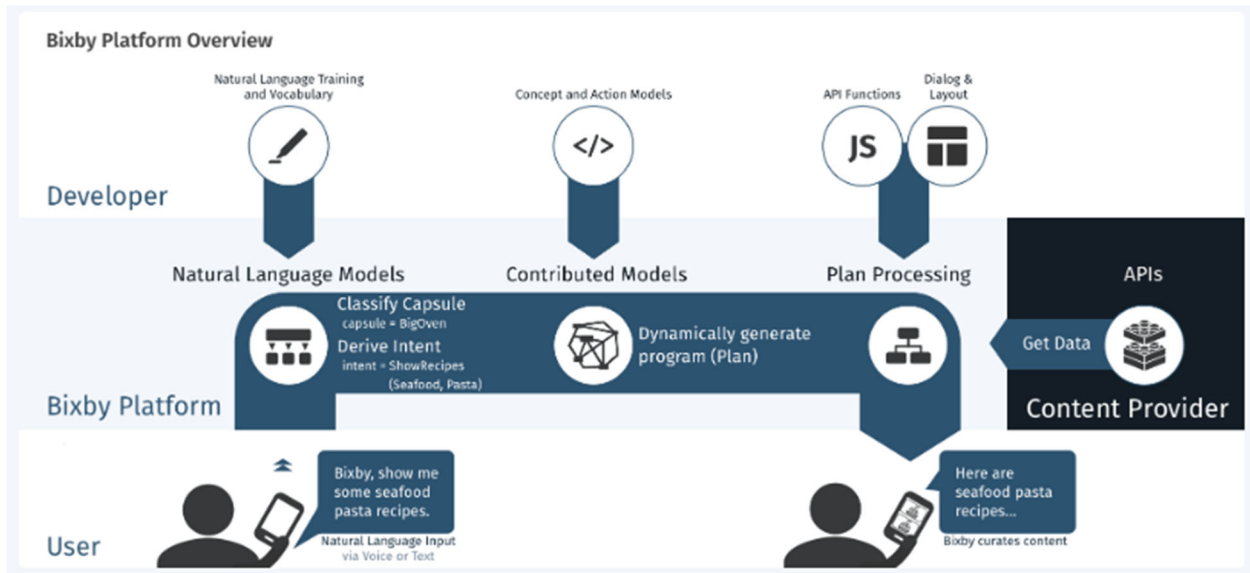 Bixby Platform Overview
Natural Language Training
and Vocabulary
Concept and Action Models
API Functions
Dialog &
Layout
</>
JS
Developer
Natural Language Models
Contributed Models
Plan Processing
APIs
Classify Capsule
capsule = BigOven
Derive Intent
intent = ShowRecipes
(Seafood, Pasta)
Dynamically generate
program (Plan)
Get Data
Bixby Platform
Content Provider
Bixby, show me
some seafood
pasta recipes.
Here are
seafood pasta
recipes...
User
Natural Language Input
via Voice or Text
Bixby curates content